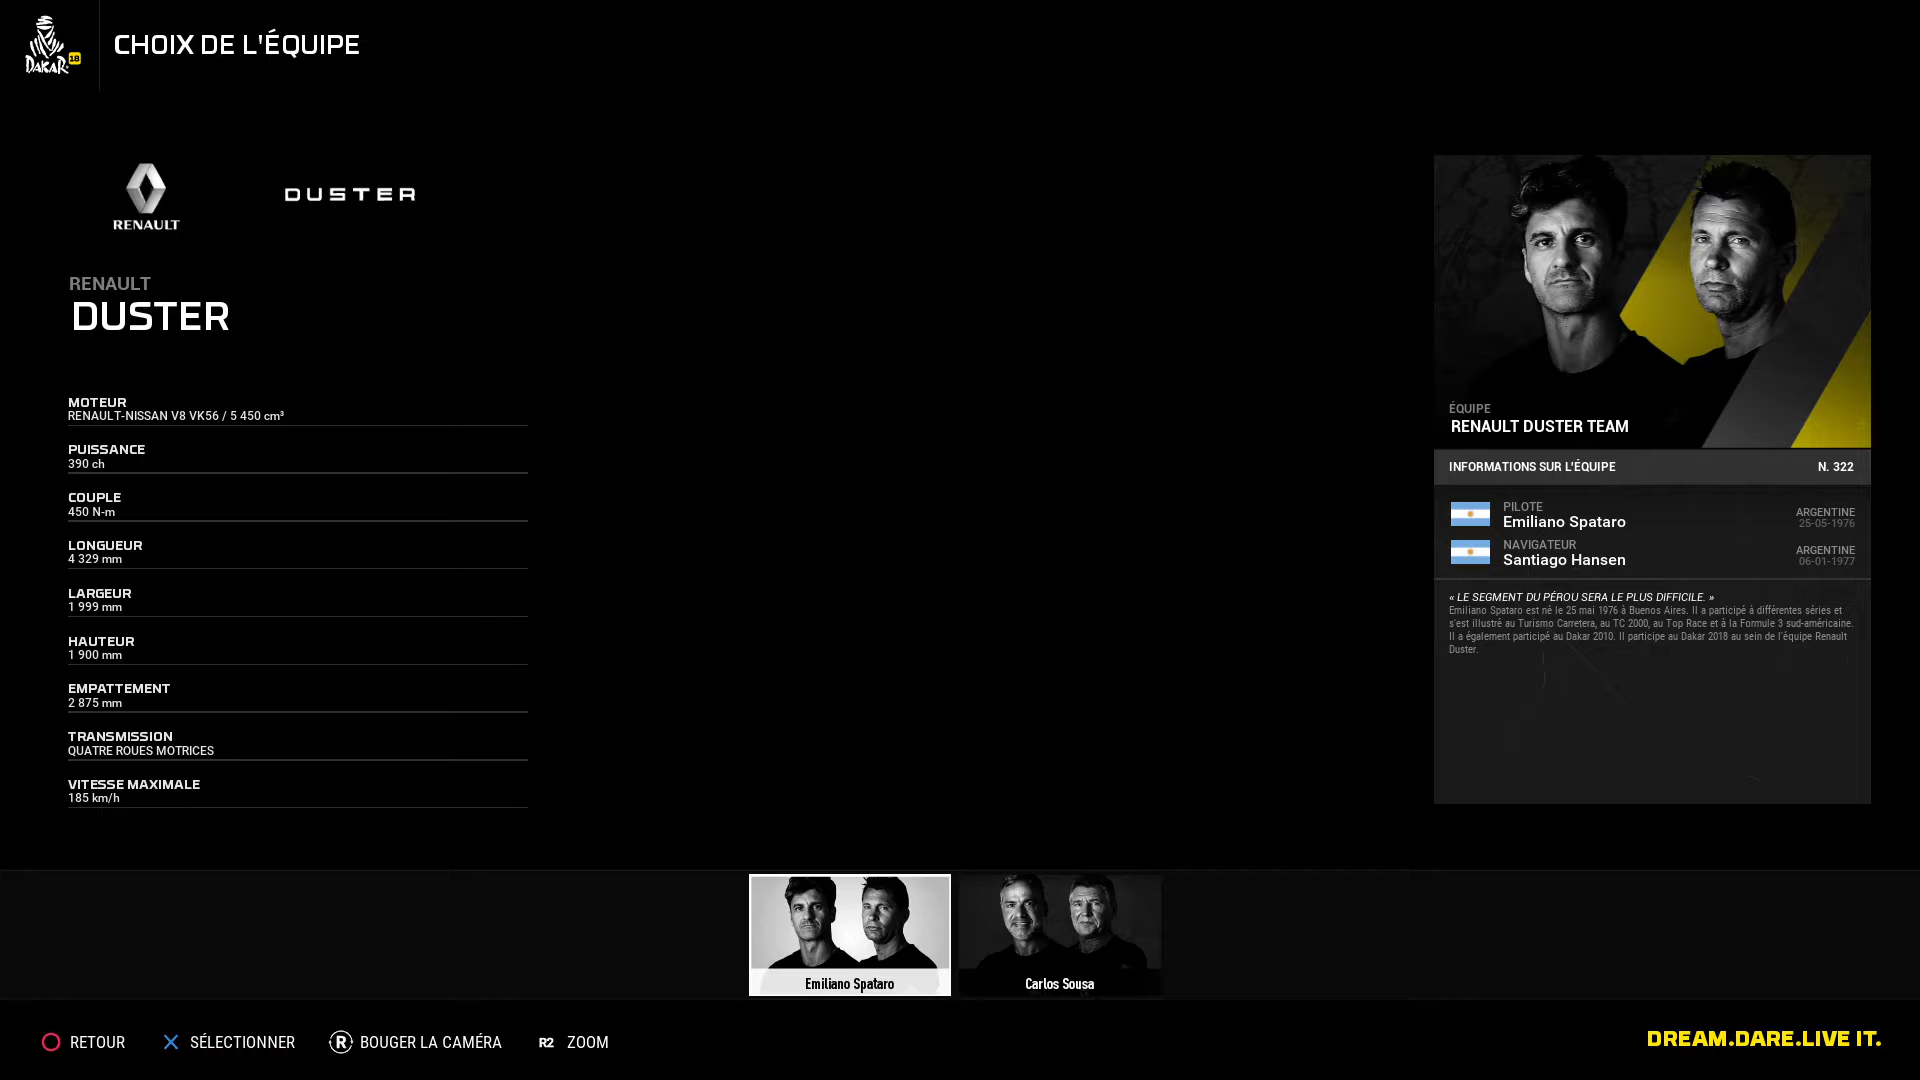 DAKAR 18
CHOIX DE L'ÉQUIPE
RENAULT
DUSTER
RENAULT
DUSTER
MOTEUR
RENAULT-NISSAN V8 VK56 / 5 450 cm³
PUISSANCE
390 ch
COUPLE
450 N-m
LONGUEUR
4 329 mm
LARGEUR
1 999 mm
HAUTEUR
1 900 mm
EMPATTEMENT
2 875 mm
TRANSMISSION
QUATRE ROUES MOTRICES
VITESSE MAXIMALE
185 km/h
ÉQUIPE
RENAULT DUSTER TEAM
INFORMATIONS SUR L'ÉQUIPE N. 322
PILOTE
Emiliano Spataro
ARGENTINE
25-05-1976
NAVIGATEUR
Santiago Hansen
ARGENTINE
06-01-1977
« LE SEGMENT DU PÉROU SERA LE PLUS DIFFICILE. »
Emiliano Spataro est né le 25 mai 1976 à Buenos Aires. Il a participé à différentes séries et
s'est illustré au Turismo Carretera, au TC 2000, au Top Race et à la Formule 3 sud-américaine.
Il a également participé au Dakar 2010. Il participe au Dakar 2018 au sein de l'équipe Renault
Duster.
Emiliano Spataro
Carlos Sousa
RETOUR
SÉLECTIONNER
R BOUGER LA CAMÉRA
R2 ZOOM
DREAM.DARE.LIVE IT.